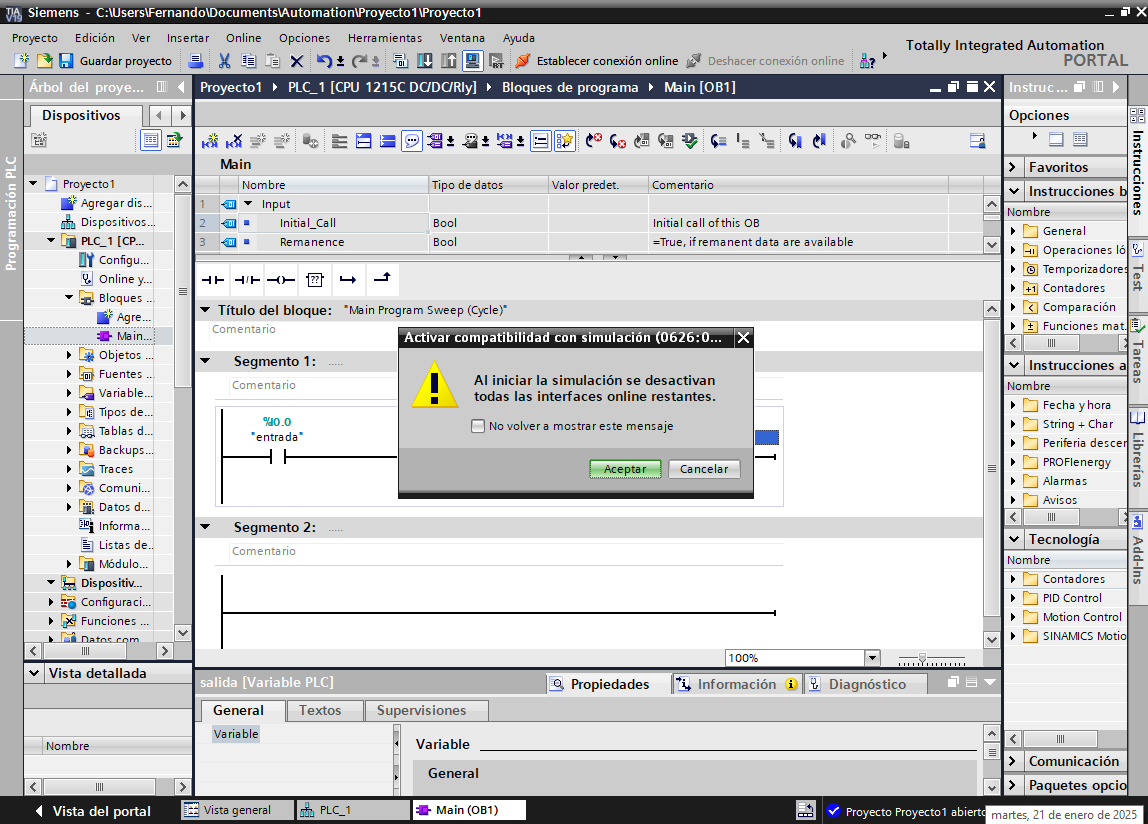 Siemens - C:\Users\Fernando\Documents\Automation\Proyecto1\Proyecto1
Proyecto Edición Ver Insertar Online Opciones Herramientas Ventana Ayuda
Totally Integrated Automation
PORTAL
Guardar proyecto
Establecer conexión online
Deshacer conexión online
Árbol del proye...
Proyecto1 PLC_1 [CPU 1215C DC/DC/Rly] Bloques de programa Main [OB1]
Instruc...
Dispositivos
Opciones
Programación PLC
Proyecto1
Agregar dis...
Dispositivos
PLC_1 [CP...
Configu...
Online y...
Bloques ...
Agre...
Main...
Objetos ...
Fuentes ...
Variable...
Tipos de...
Tablas d...
Backups...
Traces
Comuni...
Datos d...
Informa...
Listas de...
Módulo...
Dispositiv...
Configuraci...
Funciones ...
Datos com...
Vista detallada
Nombre
Main
Nombre Tipo de datos Valor predet. Comentario
1 Input
2 Initial_Call Bool Initial call of this OB
3 Remanence Bool =True, if remanent data are available
Título del bloque: "Main Program Sweep (Cycle)"
Comentario
Segmento 1: .....
Comentario
%I0.0
"entrada"
Activar compatibilidad con simulación (0626:0...
Al iniciar la simulación se desactivan
todas las interfaces online restantes.
No volver a mostrar este mensaje
Aceptar Cancelar
Segmento 2: .....
Comentario
100%
salida [Variable PLC]
Propiedades Información Diagnóstico
General Textos Supervisiones
Variable
Variable
General
Favoritos
Instrucciones b
Nombre
General
Operaciones ló
Temporizadores
Contadores
Comparación
Funciones mat.
Instrucciones a
Nombre
Fecha y hora
String + Char
Periferia descen
PROFIenergy
Alarmas
Avisos
Tecnología
Nombre
Contadores
PID Control
Motion Control
SINAMICS Motio
Comunicación
Paquetes opcio
Instrucciones
Test
Tareas
Librerías
Add-Ins
Vista del portal
Vista general
PLC_1
Main (OB1)
Proyecto Proyecto1 abierto
martes, 21 de enero de 2025